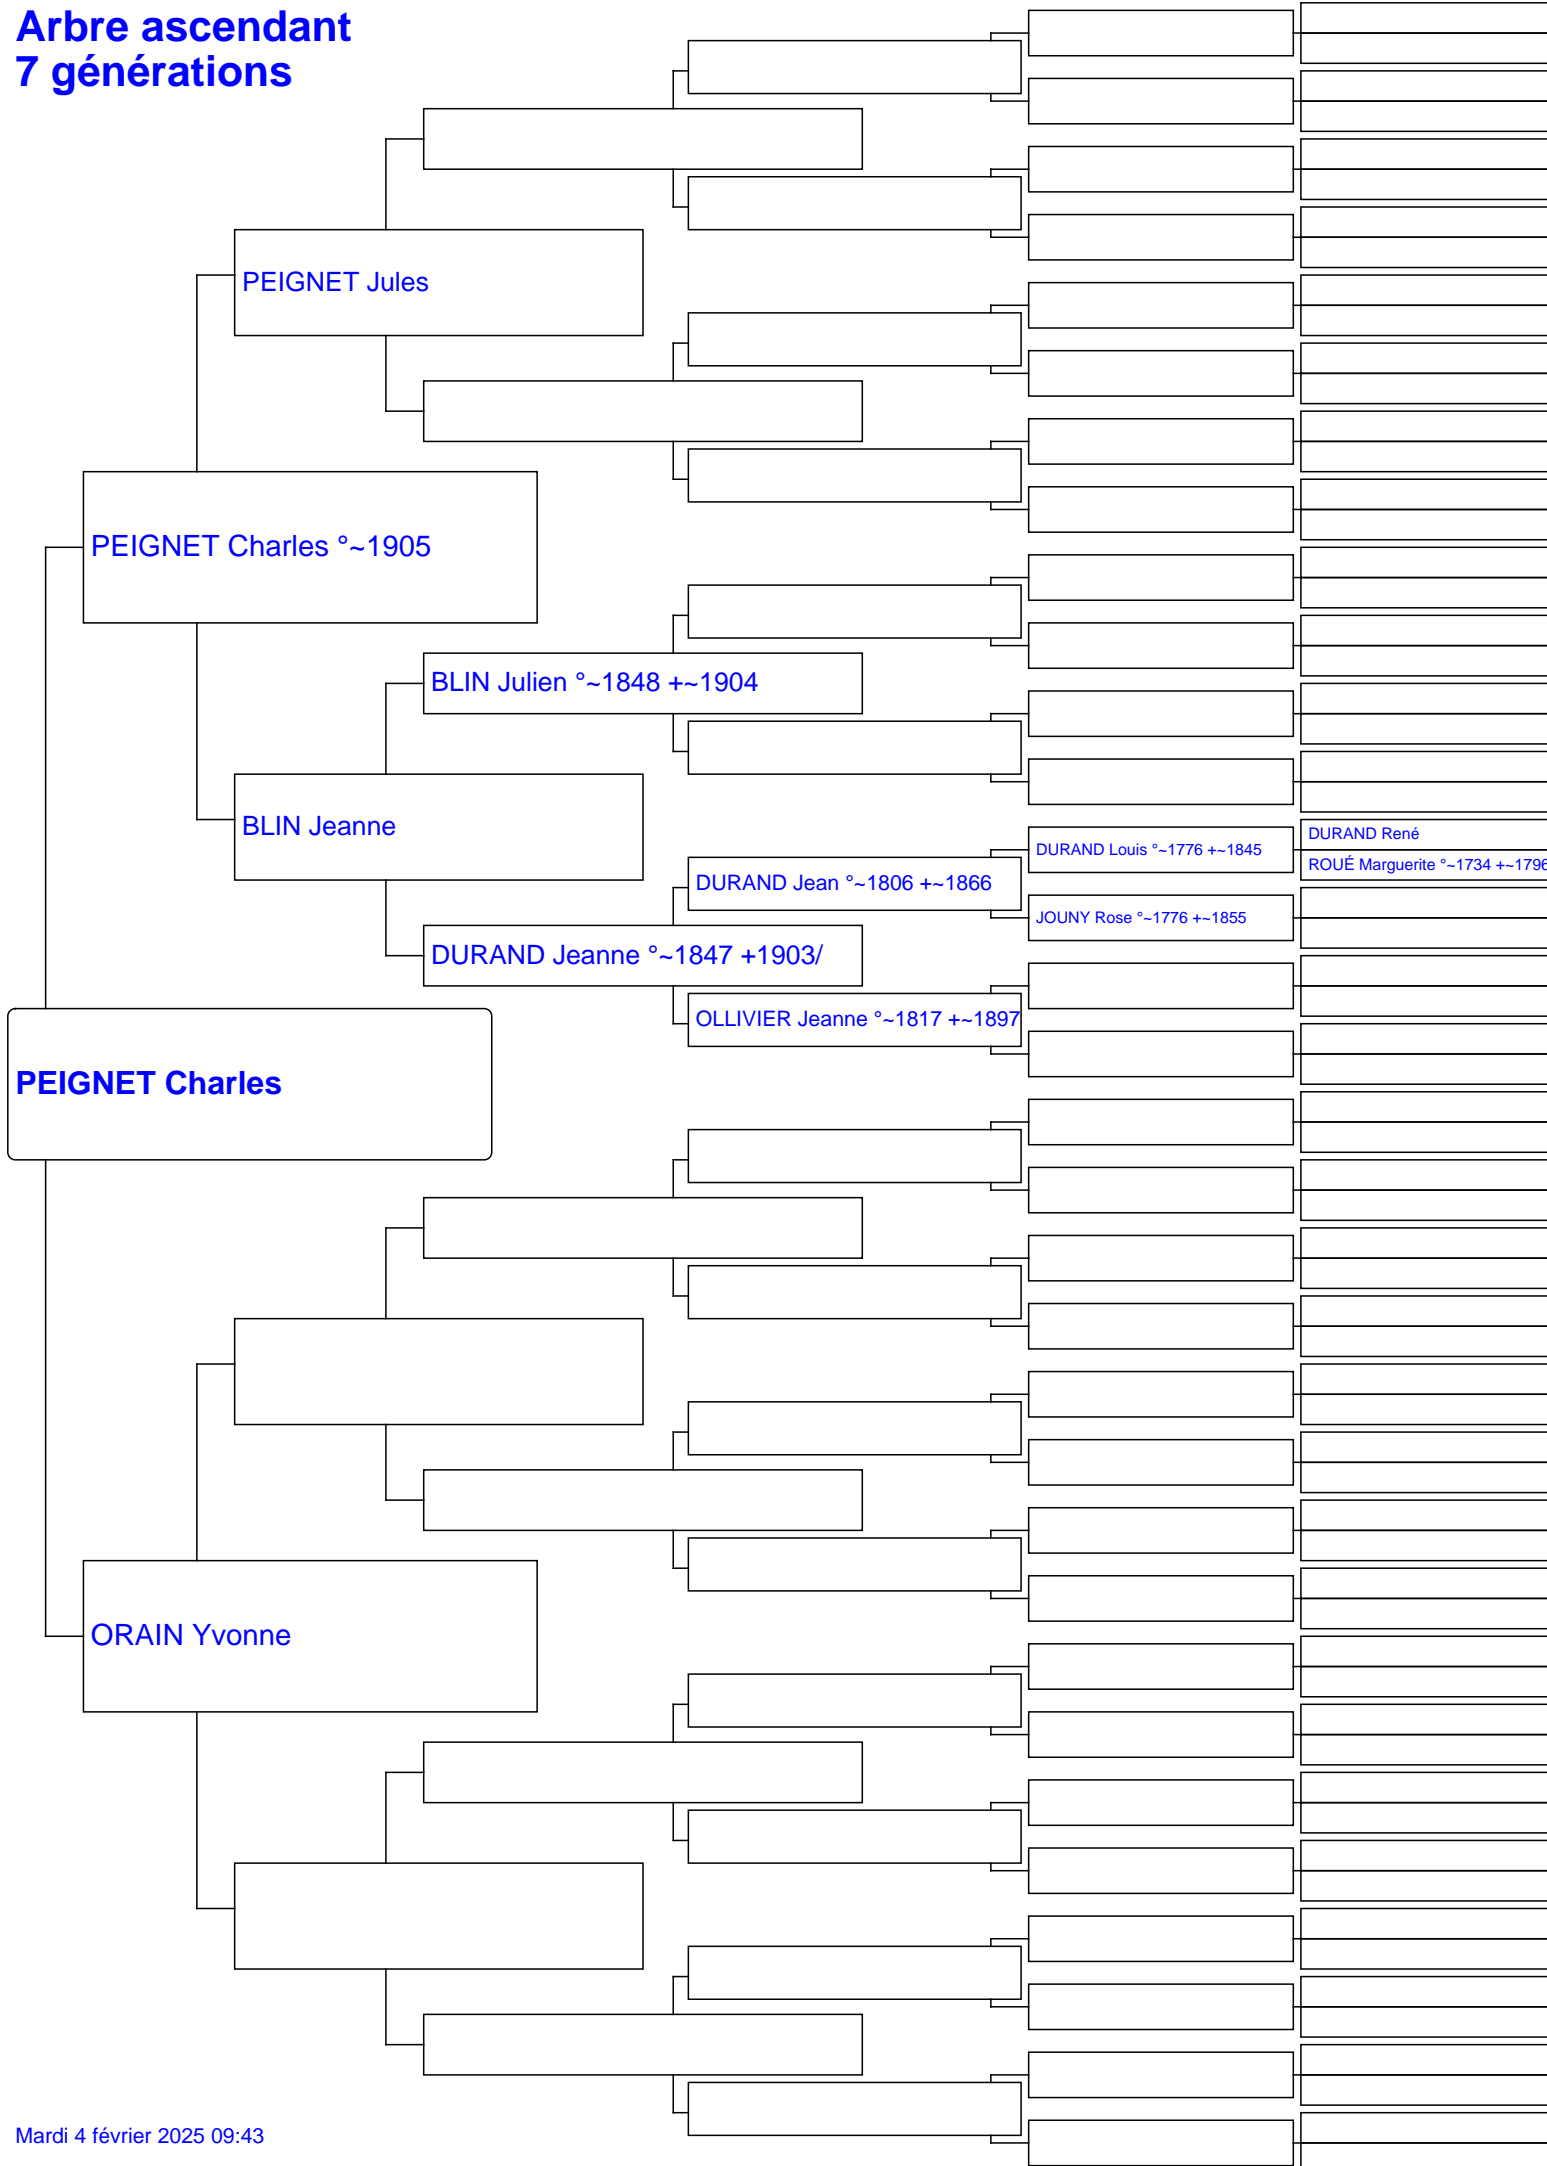 Arbre ascendant
7 générations
PEIGNET Jules
PEIGNET Charles °~1905
BLIN Julien °~1848 +~1904
BLIN Jeanne
DURAND René
DURAND Louis °~1776 +~1845
ROUÉ Marguerite °~1734 +~1796
DURAND Jean °~1806 +~1866
JOUNY Rose °~1776 +~1855
DURAND Jeanne °~1847 +1903/
OLLIVIER Jeanne °~1817 +~1897
PEIGNET Charles
ORAIN Yvonne
Mardi 4 février 2025 09:43